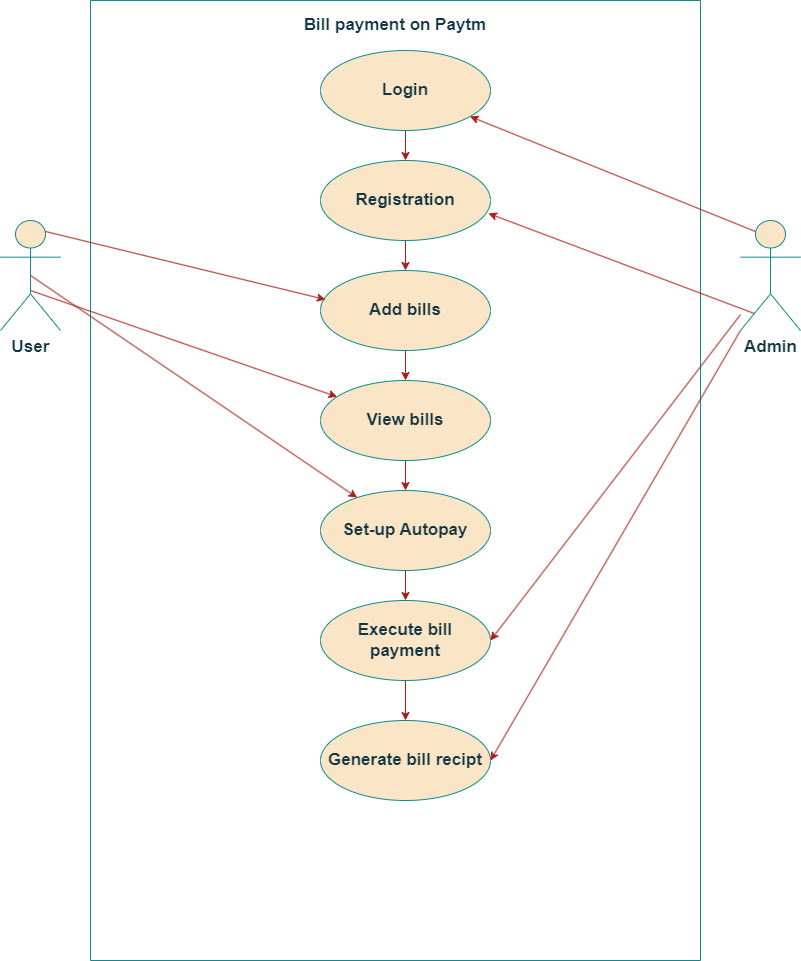 Bill payment on Paytm
Login
Registration
Add bills
User
Admin
View bills
Set-up Autopay
Execute bill
payment
Generate bill recipt